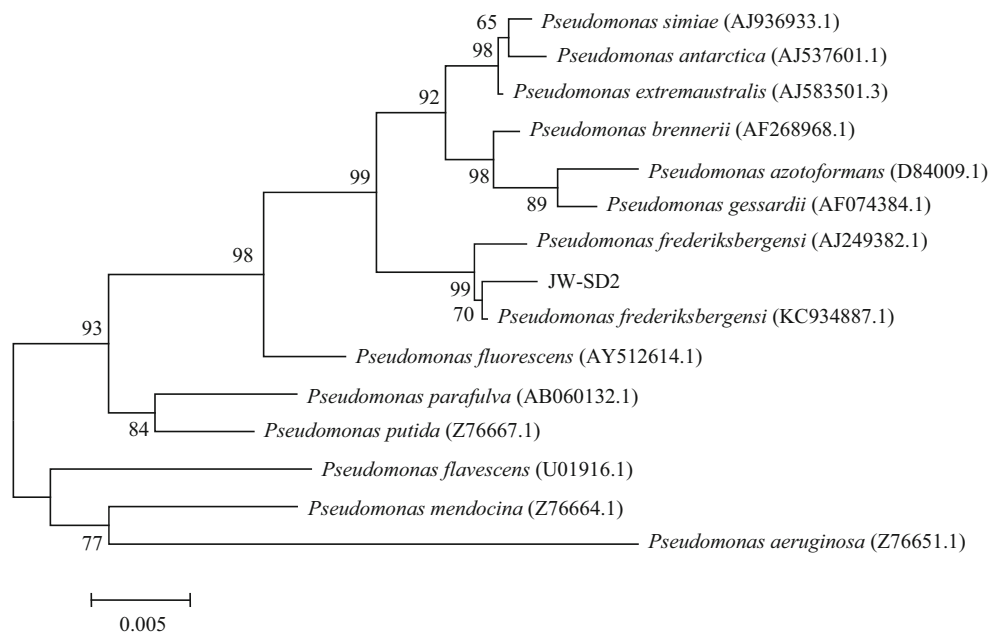 65
Pseudomonas simiae (AJ936933.1)
98
Pseudomonas antarctica (AJ537601.1)
Pseudomonas extremaustralis (AJ583501.3)
92
Pseudomonas brennerii (AF268968.1)
98
Pseudomonas azotoformans (D84009.1)
89
Pseudomonas gessardii (AF074384.1)
99
Pseudomonas frederiksbergensi (AJ249382.1)
98
JW-SD2
99
70
Pseudomonas frederiksbergensi (KC934887.1)
93
Pseudomonas fluorescens (AY512614.1)
Pseudomonas parafulva (AB060132.1)
84
Pseudomonas putida (Z76667.1)
Pseudomonas flavescens (U01916.1)
Pseudomonas mendocina (Z76664.1)
77
Pseudomonas aeruginosa (Z76651.1)
0.005